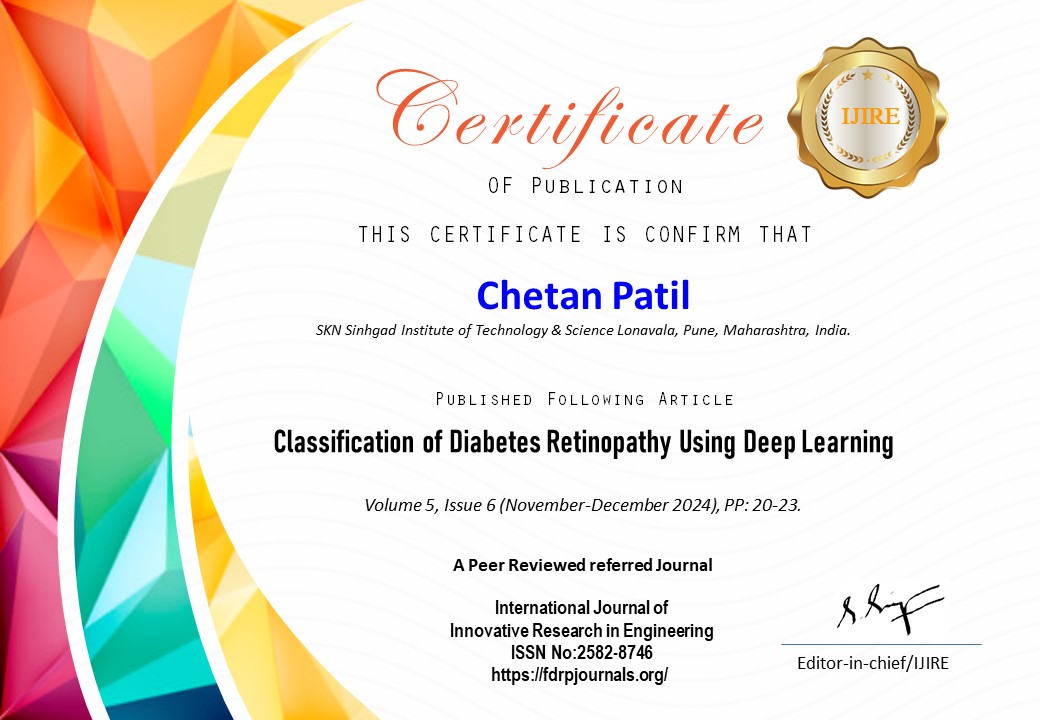 Certificate
IJIRE
OF PUBLICATION
THIS CERTIFICATE IS CONFIRM THAT
Chetan Patil
SKN Sinhgad Institute of Technology & Science Lonavala, Pune, Maharashtra, India.
PUBLISHED FOLLOWING ARTICLE
Classification of Diabetes Retinopathy Using Deep Learning
Volume 5, Issue 6 (November-December 2024), PP: 20-23.
A Peer Reviewed referred Journal
International Journal of
Innovative Research in Engineering
ISSN No:2582-8746
https://fdrpjournals.org/
Editor-in-chief/IJIRE